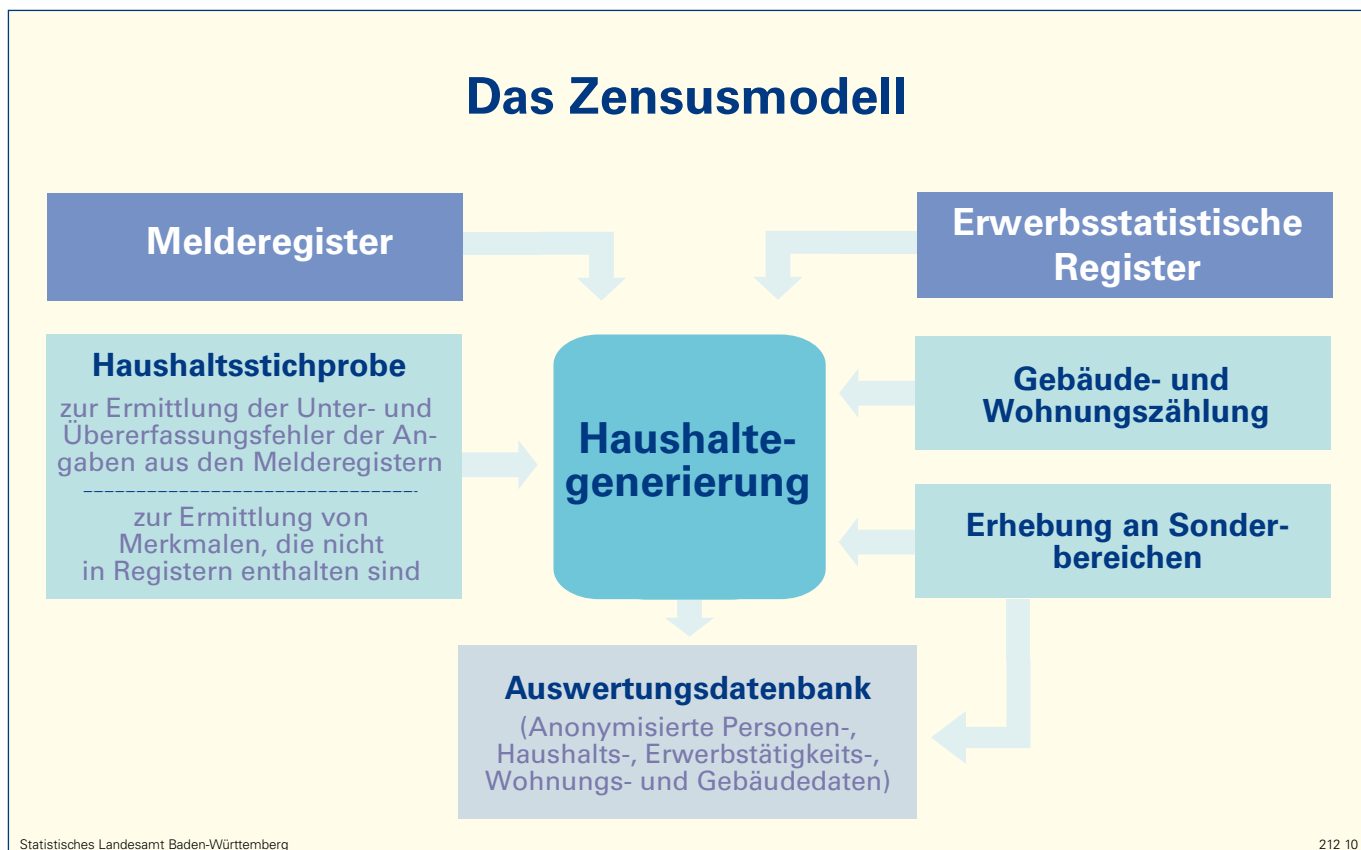 Das Zensusmodell
Melderegister
Erwerbsstatistische
Register
Haushaltsstichprobe
zur Ermittlung der Unter- und
Übererfassungsfehler der An-
gaben aus den Melderegistern
zur Ermittlung von
Merkmalen, die nicht
in Registern enthalten sind
Haushalte-
generierung
Gebäude- und
Wohnungszählung
Erhebung an Sonder-
bereichen
Auswertungsdatenbank
(Anonymisierte Personen-,
Haushalts-, Erwerbstätigkeits-,
Wohnungs- und Gebäudedaten)
Statistisches Landesamt Baden-Württemberg
212 10